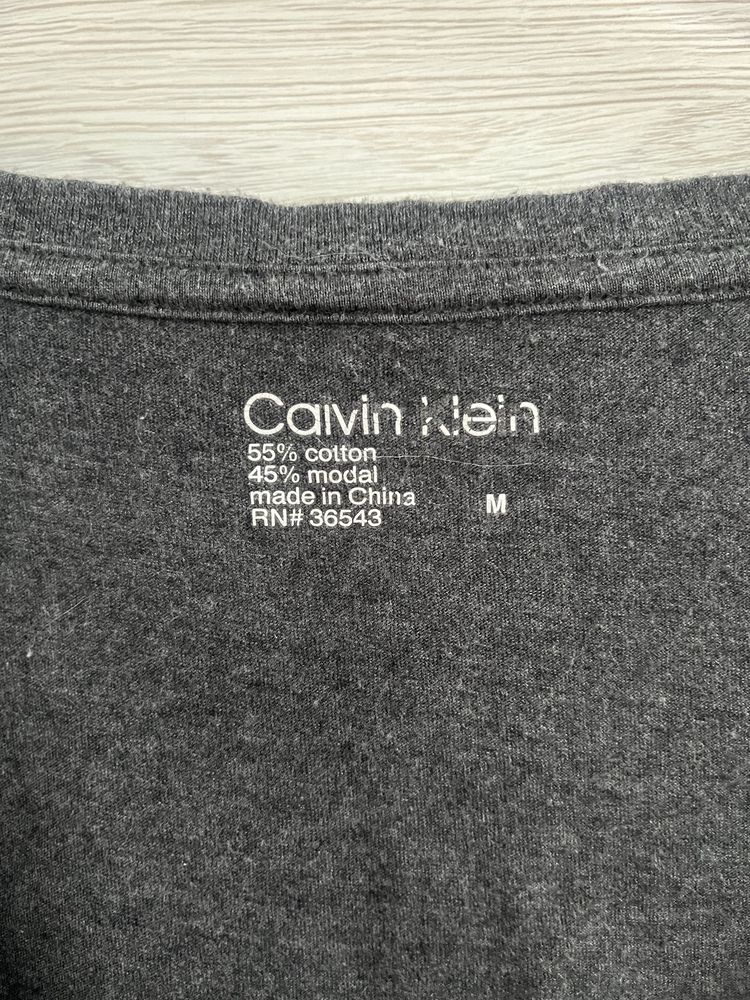 Calvin Klein
55% cotton
45% modal
made in China
RN# 36543
M